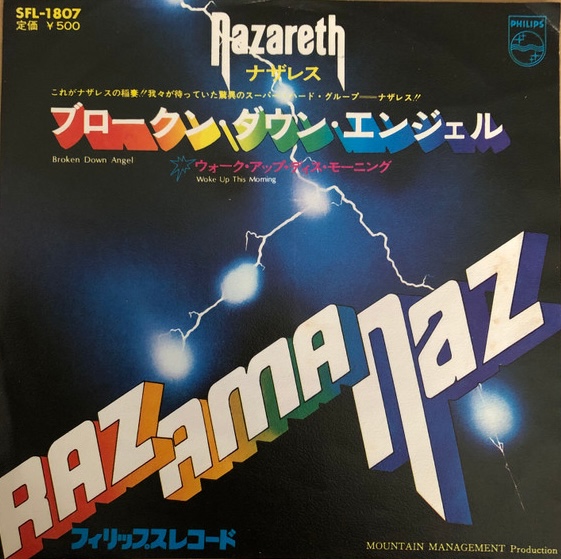 SFL-1807
定価 ¥500
Nazareth
PHILIPS
ナザレス
これがナザレスの稲妻!!我々が待っていた驚異のスーパー・ハード・グループ——ナザレス!!
ブロークン・ダウン・エンジェル
Broken Down Angel
ウォーク・アップ・ディス・モーニング
Woke Up This Morning
RAZAMANAZ
フィリップスレコード
MOUNTAIN MANAGEMENT Production